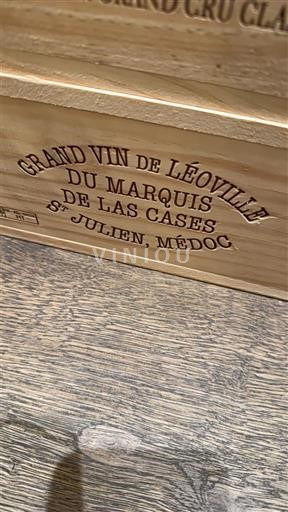 GRAND CRU CLA
GRAND VIN DE LÉOVILLE
DU MARQUIS
DE LAS CASES
ST JULIEN, MÉDOC
VINIOU